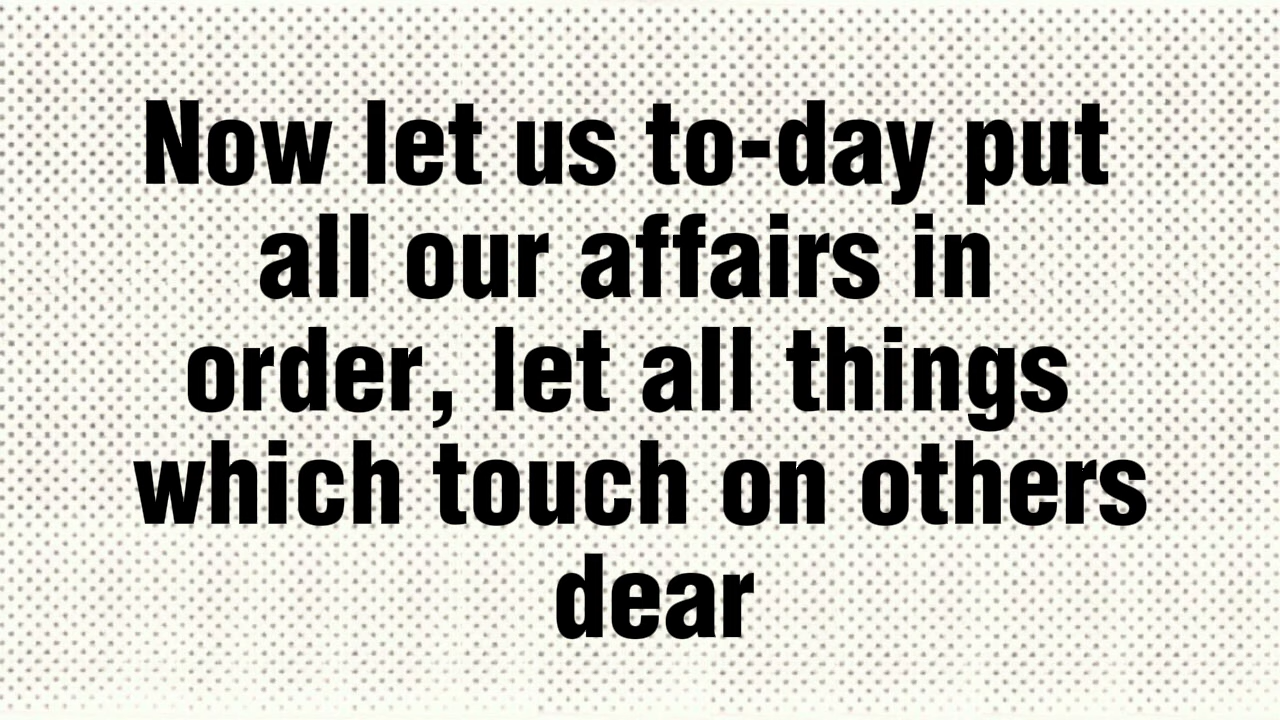 Now let us to-day put
all our affairs in
order, let all things
which touch on others
dear